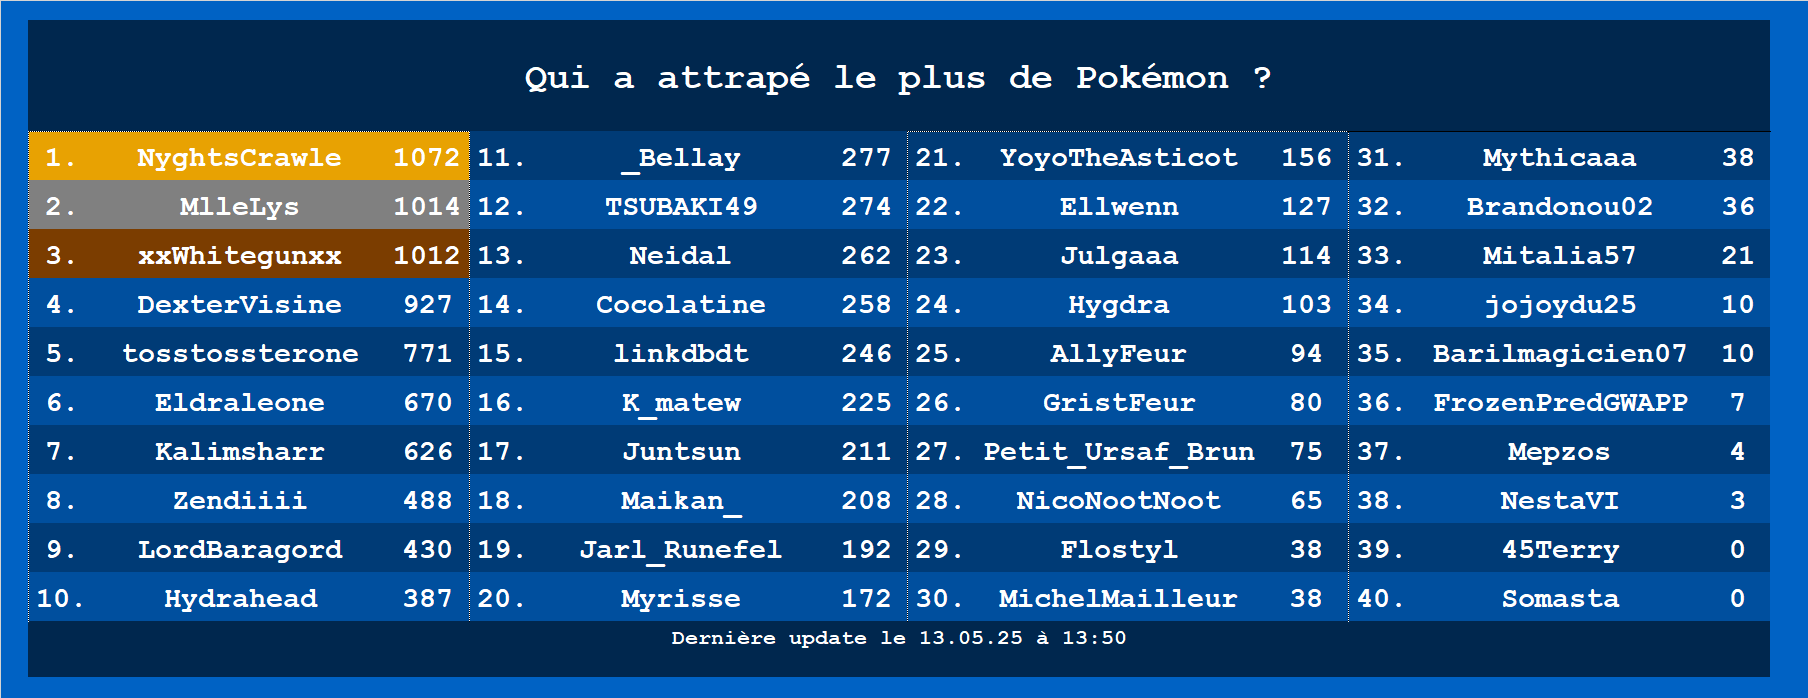 Qui a attrapé le plus de Pokémon ?
1. NyghtsCrawle 1072
2. MlleLys 1014
3. xxWhitegunxx 1012
4. DexterVisine 927
5. tosstossterone 771
6. Eldraleone 670
7. Kalimsharr 626
8. Zendiiii 488
9. LordBaragord 430
10. Hydrahead 387
11. _Bellay 277
12. TSUBAKI49 274
13. Neidal 262
14. Cocolatine 258
15. linkdbdt 246
16. K_matew 225
17. Juntsun 211
18. Maikan_ 208
19. Jarl_Runefel 192
20. Myrisse 172
21. YoyoTheAsticot 156
22. Ellwenn 127
23. Julgaaa 114
24. Hygdra 103
25. AllyFeur 94
26. GristFeur 80
27. Petit_Ursaf_Brun 75
28. NicoNootNoot 65
29. Flostyl 38
30. MichelMailleur 38
31. Mythicaaa 38
32. Brandonou02 36
33. Mitalia57 21
34. jojoydu25 10
35. Barilmagicien07 10
36. FrozenPredGWAPP 7
37. Mepzos 4
38. NestaVI 3
39. 45Terry 0
40. Somasta 0
Dernière update le 13.05.25 à 13:50